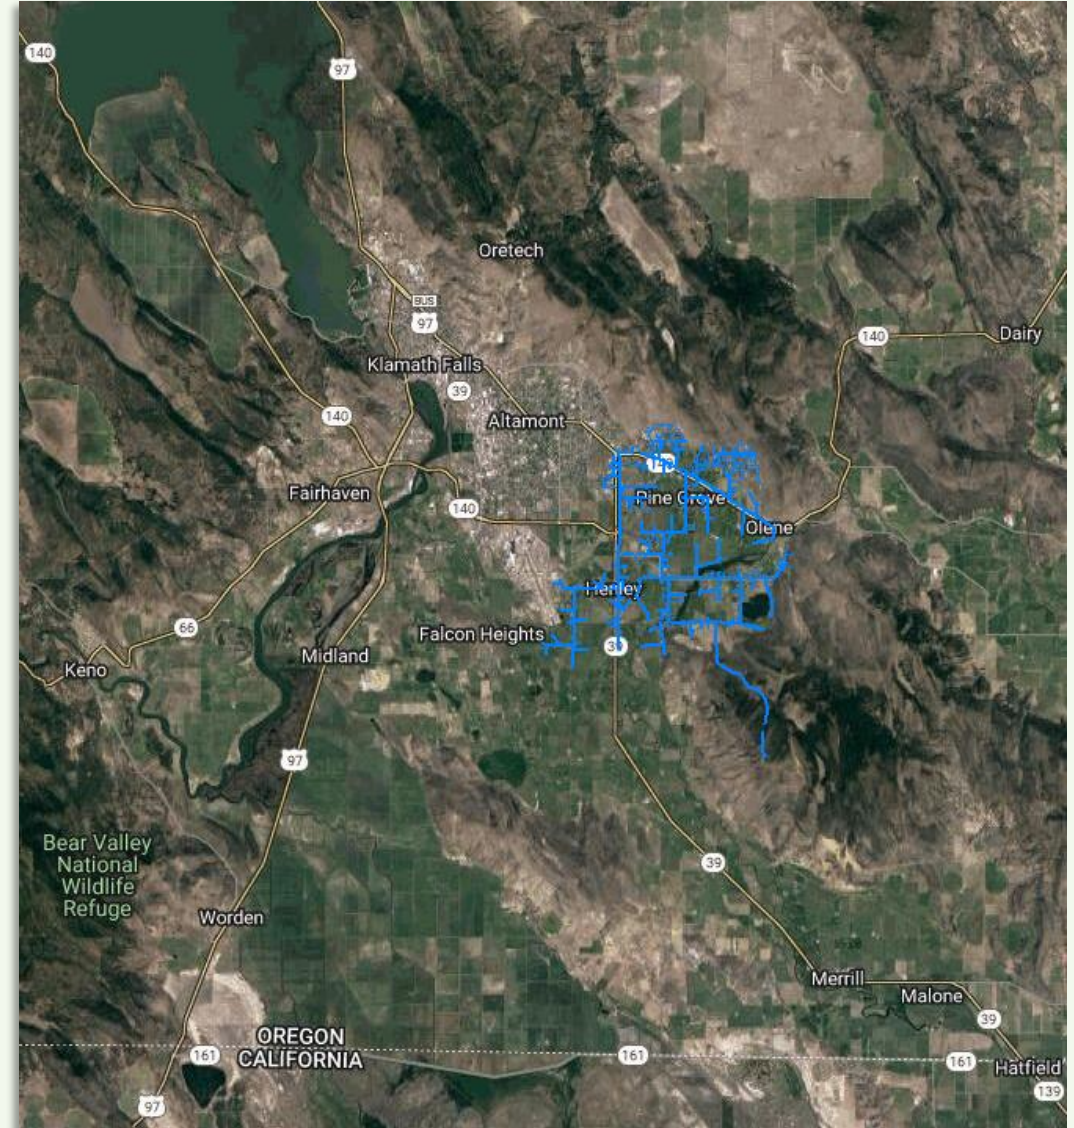 140
97
Oretech
BUS
97
140
Dairy
Klamath Falls
39
140
Altamont
140
Pine Grove
Fairhaven
140
Olene
Henley
66
Falcon Heights
39
Midland
Keno
97
Bear Valley
National
Wildlife
Refuge
39
Worden
Merrill
Malone
39
OREGON
CALIFORNIA
161
161
161
Hatfield
139
97